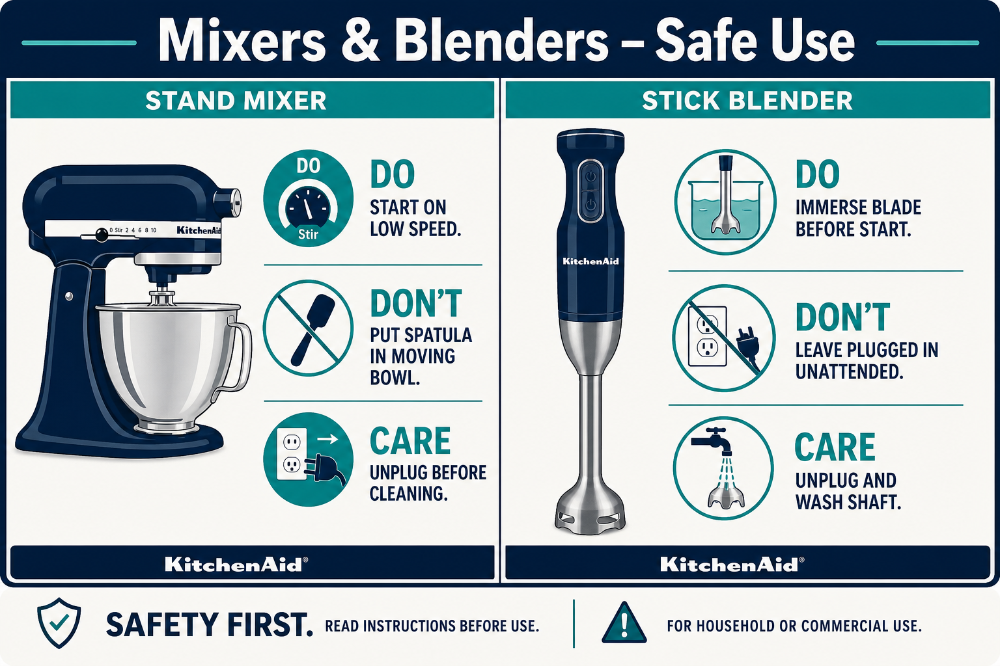 Mixers & Blenders – Safe Use
STAND MIXER
0 Stir 2 4 6 8 10
KitchenAid
DO
Stir
DO
START ON
LOW SPEED.
DON'T
PUT SPATULA
IN MOVING
BOWL.
CARE
UNPLUG BEFORE
CLEANING.
KitchenAid®
STICK BLENDER
KitchenAid
DO
IMMERSE BLADE
BEFORE START.
DON'T
LEAVE PLUGGED IN
UNATTENDED.
CARE
UNPLUG AND
WASH SHAFT.
KitchenAid®
SAFETY FIRST. READ INSTRUCTIONS BEFORE USE.
FOR HOUSEHOLD OR COMMERCIAL USE.